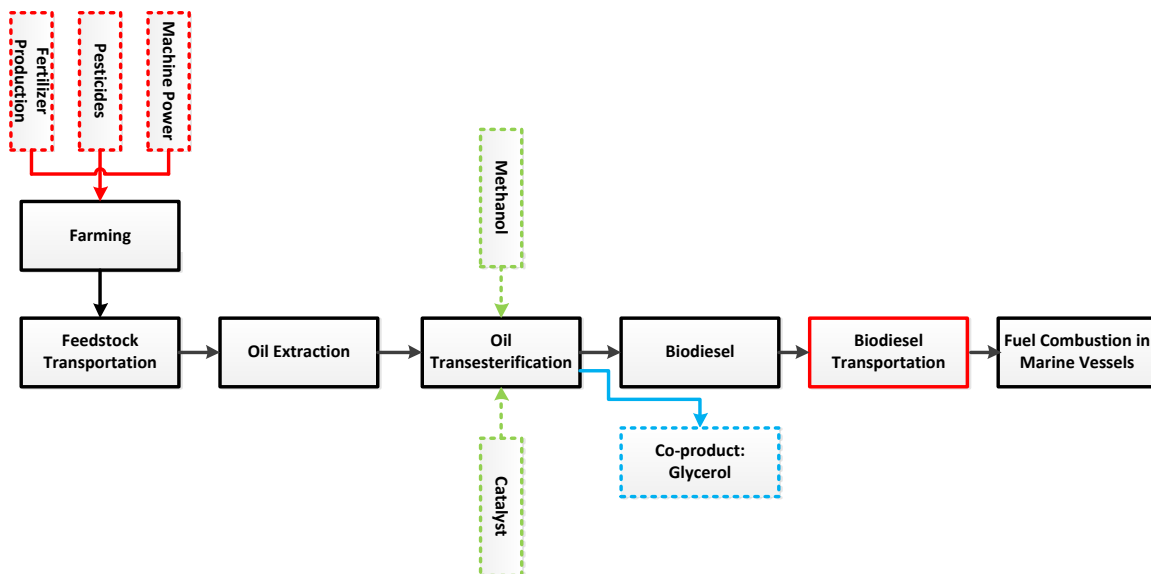 Fertilizer
Production
Pesticides
Machine Power
Farming
Methanol
Feedstock
Transportation
Oil Extraction
Oil
Transesterification
Biodiesel
Biodiesel
Transportation
Fuel Combustion in
Marine Vessels
Co-product:
Glycerol
Catalyst